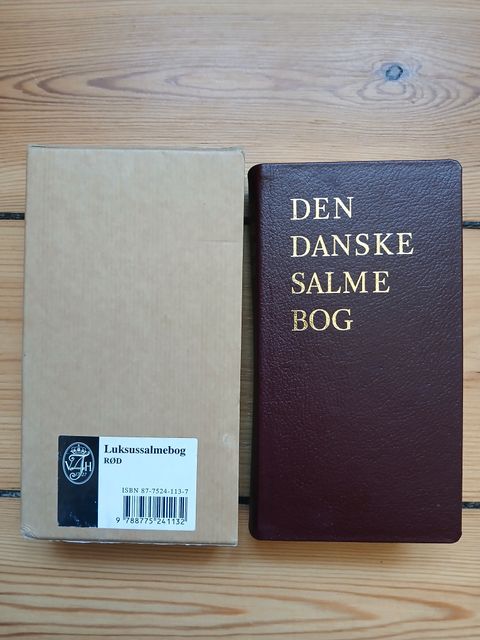 DEN
DANSKE
SALME
BOG
Luksussalmebog
RØD
ISBN 87-7524-113-7
9 788775 241132